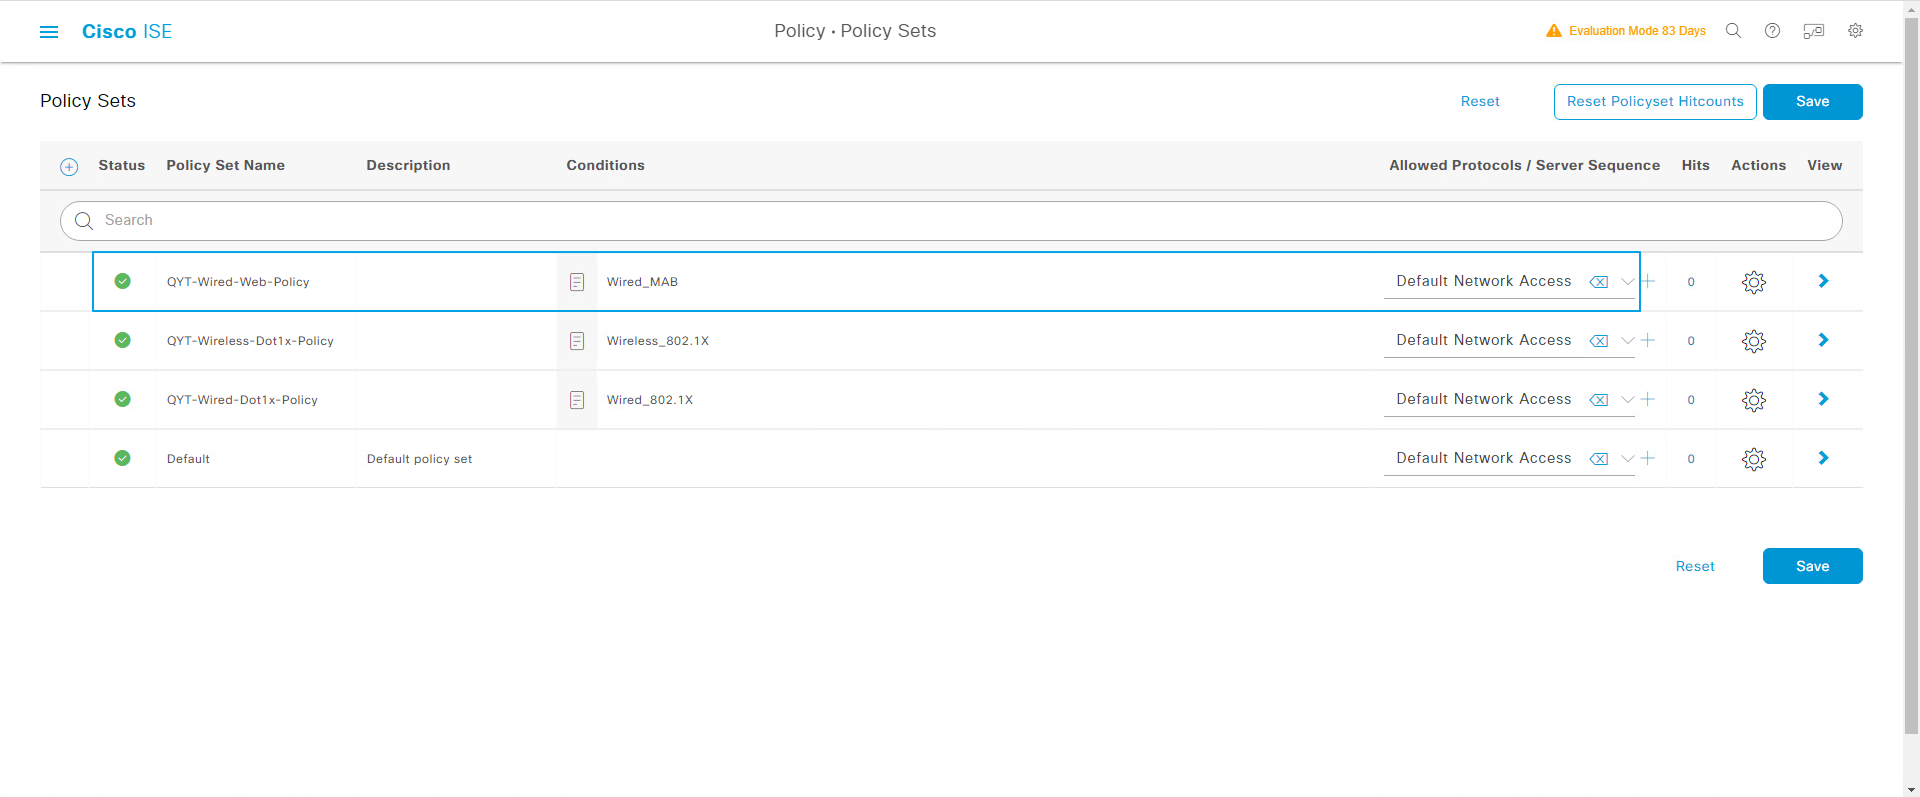 Cisco ISE
Policy · Policy Sets
Evaluation Mode 83 Days
Policy Sets
Reset
Reset Policyset Hitcounts
Save
Status Policy Set Name Description Conditions Allowed Protocols / Server Sequence Hits Actions View
Search
QYT-Wired-Web-Policy Wired_MAB Default Network Access 0
QYT-Wireless-Dot1x-Policy Wireless_802.1X Default Network Access 0
QYT-Wired-Dot1x-Policy Wired_802.1X Default Network Access 0
Default Default policy set Default Network Access 0
Reset
Save